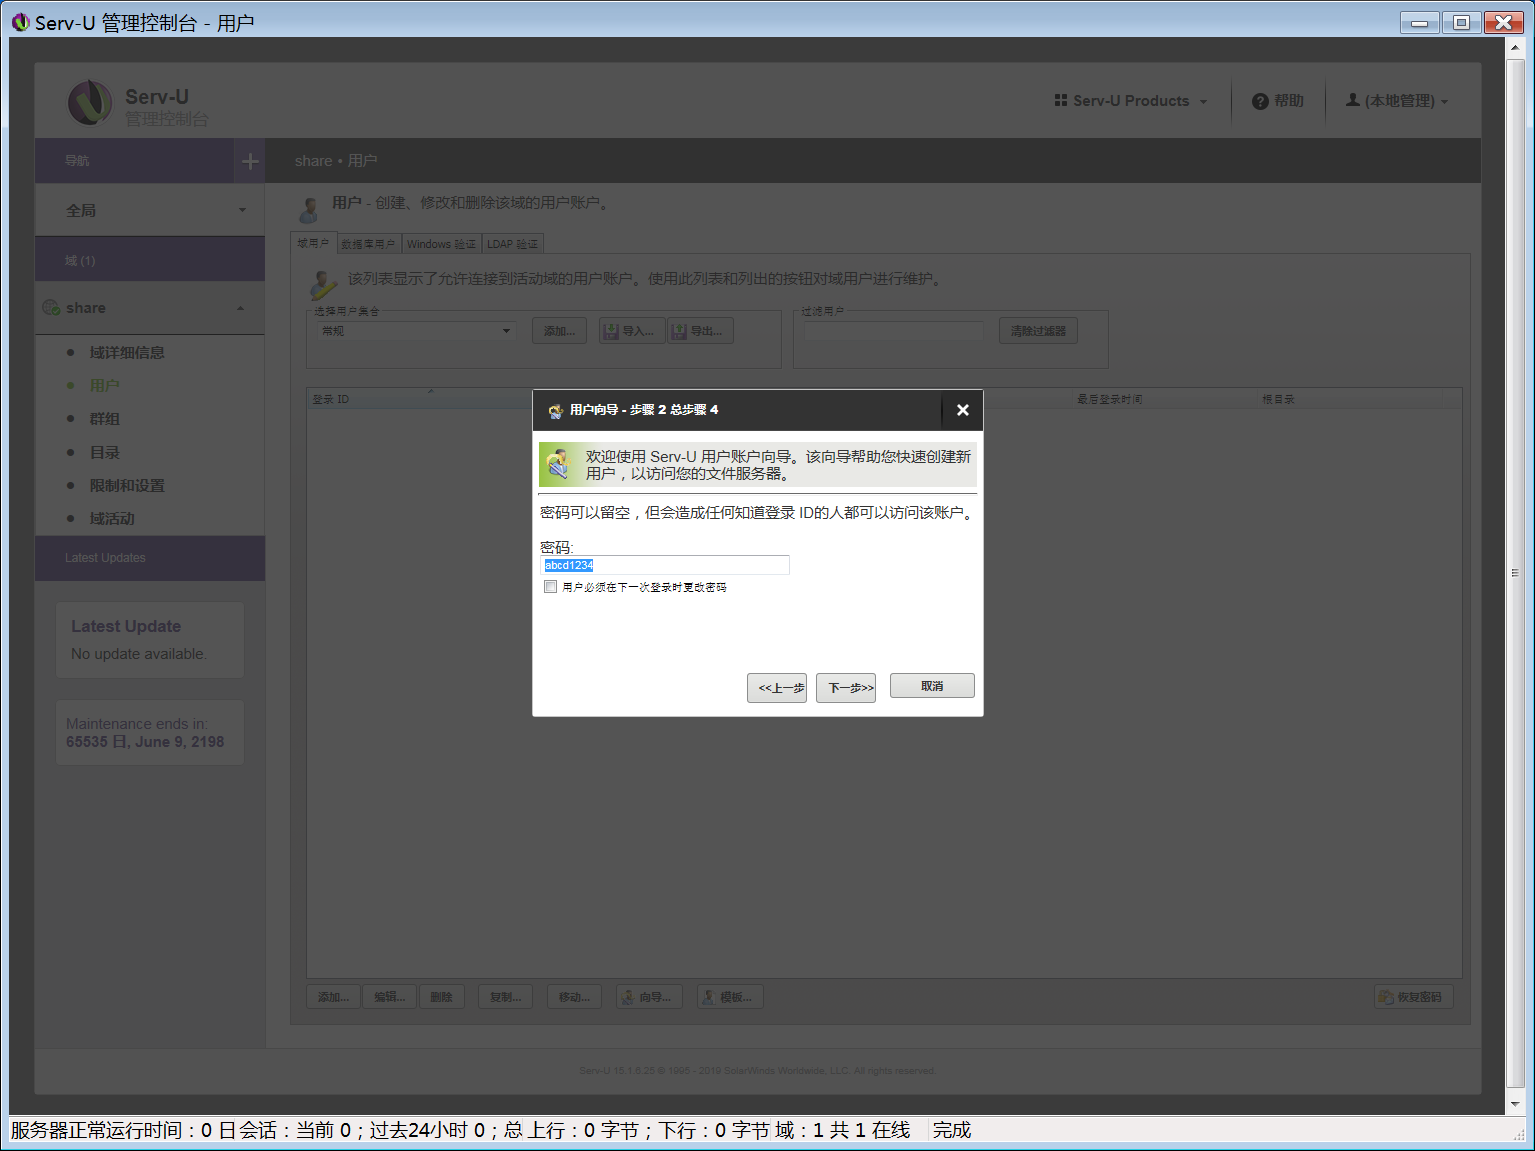 Serv-U 管理控制台 - 用户
Serv-U
管理控制台
Serv-U Products
帮助
(本地管理)
导航
share • 用户
全局
用户 - 创建、修改和删除该域的用户账户。
域用户
数据库用户
Windows 验证
LDAP 验证
域 (1)
该列表显示了允许连接到活动域的用户账户。使用此列表和列出的按钮对域用户进行维护。
share
选择用户集合
常规
添加...
导入...
导出...
过滤用户
清除过滤器
域详细信息
用户
群组
目录
限制和设置
域活动
登录 ID
最后登录时间
根目录
用户向导 - 步骤 2 总步骤 4
欢迎使用 Serv-U 用户账户向导。该向导帮助您快速创建新
用户，以访问您的文件服务器。
密码可以留空，但会造成任何知道登录 ID的人都可以访问该账户。
密码:
abcd1234
用户必须在下一次登录时更改密码
<<上一步
下一步>>
取消
Latest Updates
Latest Update
No update available.
Maintenance ends in:
65535 日, June 9, 2198
添加...
编辑...
删除
复制...
移动...
向导...
模板...
恢复密码
Serv-U 15.1.6.25 © 1995 - 2019 SolarWinds Worldwide, LLC. All rights reserved.
服务器正常运行时间：0 日 会话：当前 0；过去24小时 0；总 上行：0 字节；下行：0 字节 域：1 共 1 在线 完成